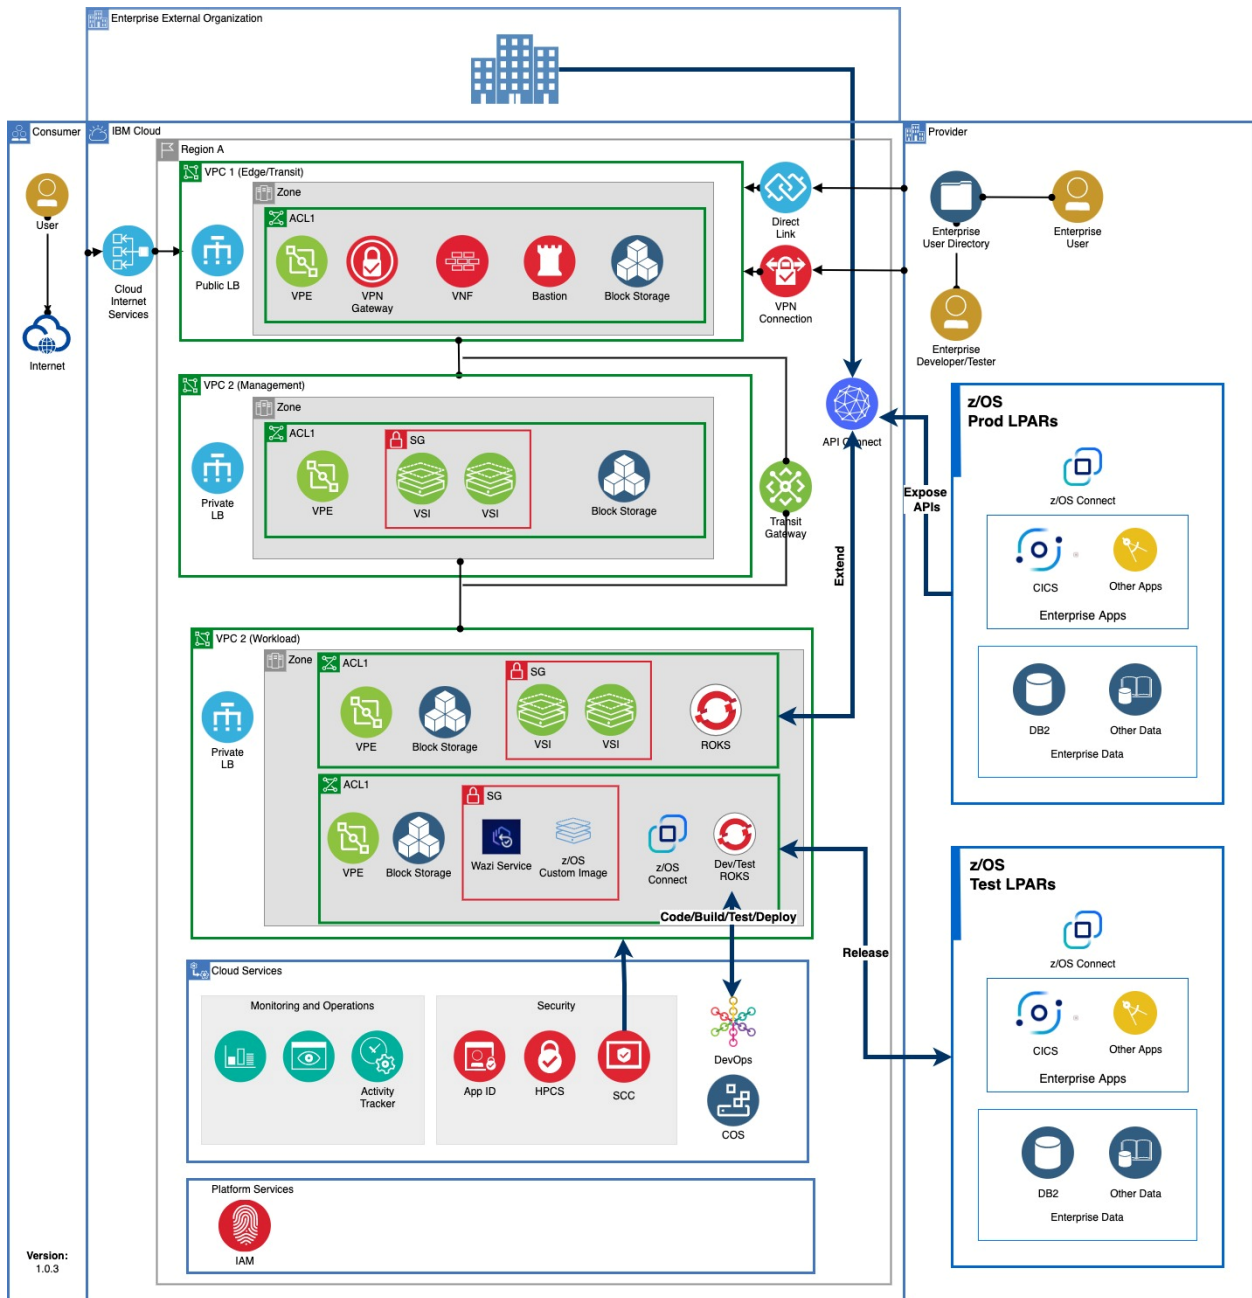 Enterprise External Organization
Consumer
IBM Cloud
Provider
Region A
VPC 1 (Edge/Transit)
Zone
ACL1
User
Cloud
Internet
Services
Public LB
VPE
VPN
Gateway
VNF
Bastion
Block Storage
Direct
Link
VPN
Connection
Enterprise
User Directory
Enterprise
User
Enterprise
Developer/Tester
Internet
VPC 2 (Management)
Zone
ACL1
SG
Private
LB
VPE
VSI
VSI
Block Storage
API Connect
Transit
Gateway
Expose
APIs
Extend
z/OS
Prod LPARs
z/OS Connect
CICS
Other Apps
Enterprise Apps
DB2
Other Data
Enterprise Data
VPC 2 (Workload)
Zone
ACL1
SG
Private
LB
VPE
Block Storage
VSI
VSI
ROKS
ACL1
SG
VPE
Block Storage
Wazi Service
z/OS
Custom Image
z/OS
Connect
Dev/Test
ROKS
Code/Build/Test/Deploy
Release
z/OS
Test LPARs
z/OS Connect
CICS
Other Apps
Enterprise Apps
DB2
Other Data
Enterprise Data
Cloud Services
Monitoring and Operations
Activity
Tracker
Security
App ID
HPCS
SCC
DevOps
COS
Platform Services
IAM
Version:
1.0.3